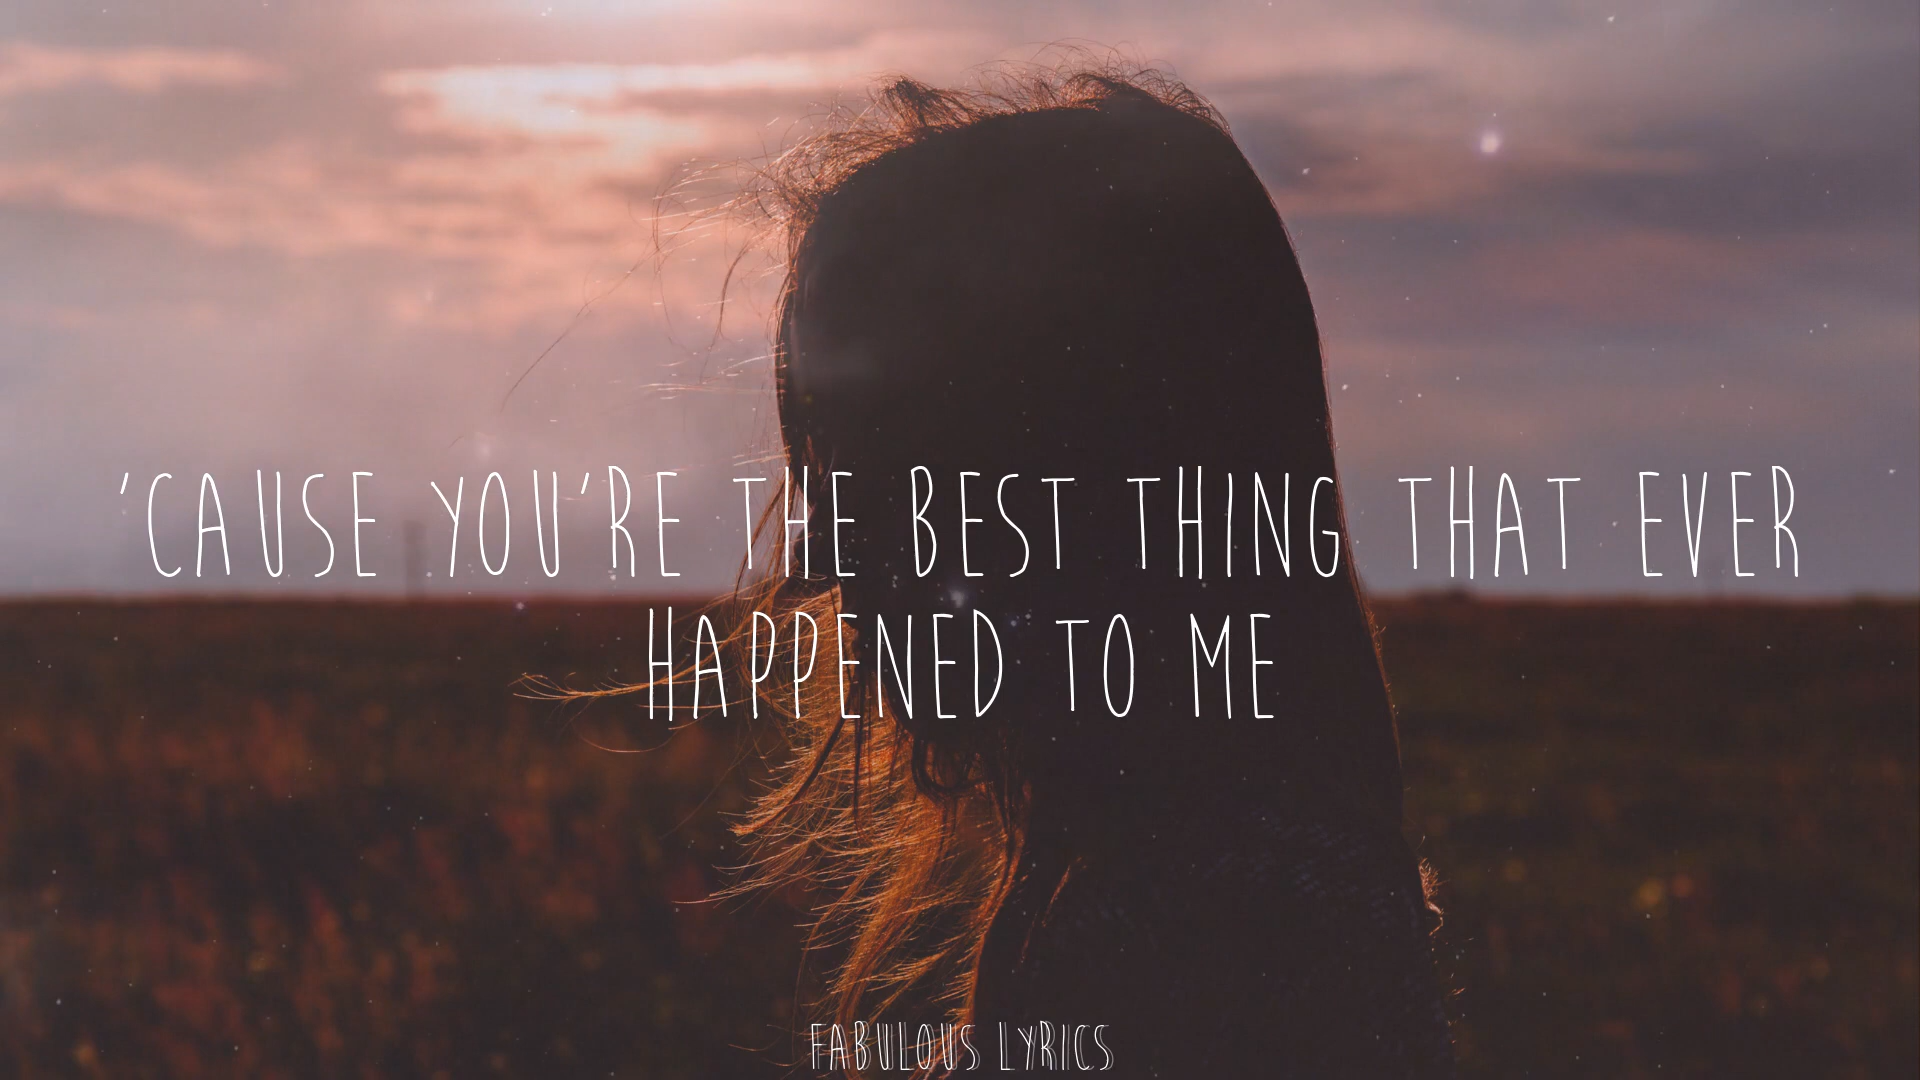 'CAUSE YOU'RE THE BEST THING THAT EVER
HAPPENED TO ME
FABULOUS LYRICS